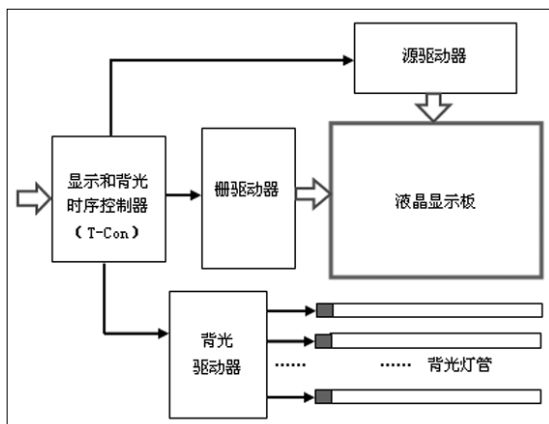 源驱动器
显示和背光
时序控制器
（T-Con）
栅驱动器
液晶显示板
背光
驱动器
…… …… 背光灯管